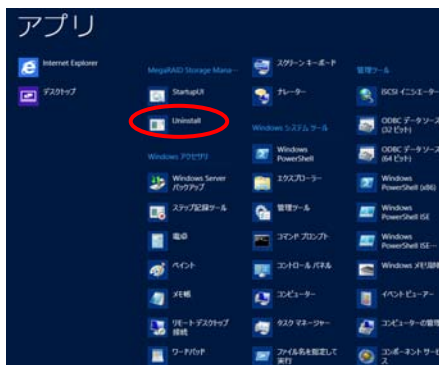 アプリ
Internet Explorer
デスクトップ
MegaRAID Storage Mana...
StartupUI
Uninstall
Windows アクセサリ
Windows Server
バックアップ
ステップ記録ツール
電卓
ペイント
メモ帳
リモート デスクトップ
接続
ワードパッド
スクリーン キーボード
ナレーター
Windows システム ツール
Windows
PowerShell
エクスプローラー
管理ツール
コマンド プロンプト
コントロール パネル
コンピューター
タスク マネージャー
ファイル名を指定して
実行
管理ツール
iSCSI イニシエーター
ODBC データ ソース
(32 ビット)
ODBC データ ソース
(64 ビット)
Windows
PowerShell (x86)
Windows
PowerShell ISE
Windows
PowerShell ISE...
Windows メモリ診断
イベント ビューアー
コンピューターの管理
コンポーネント サービ
ス